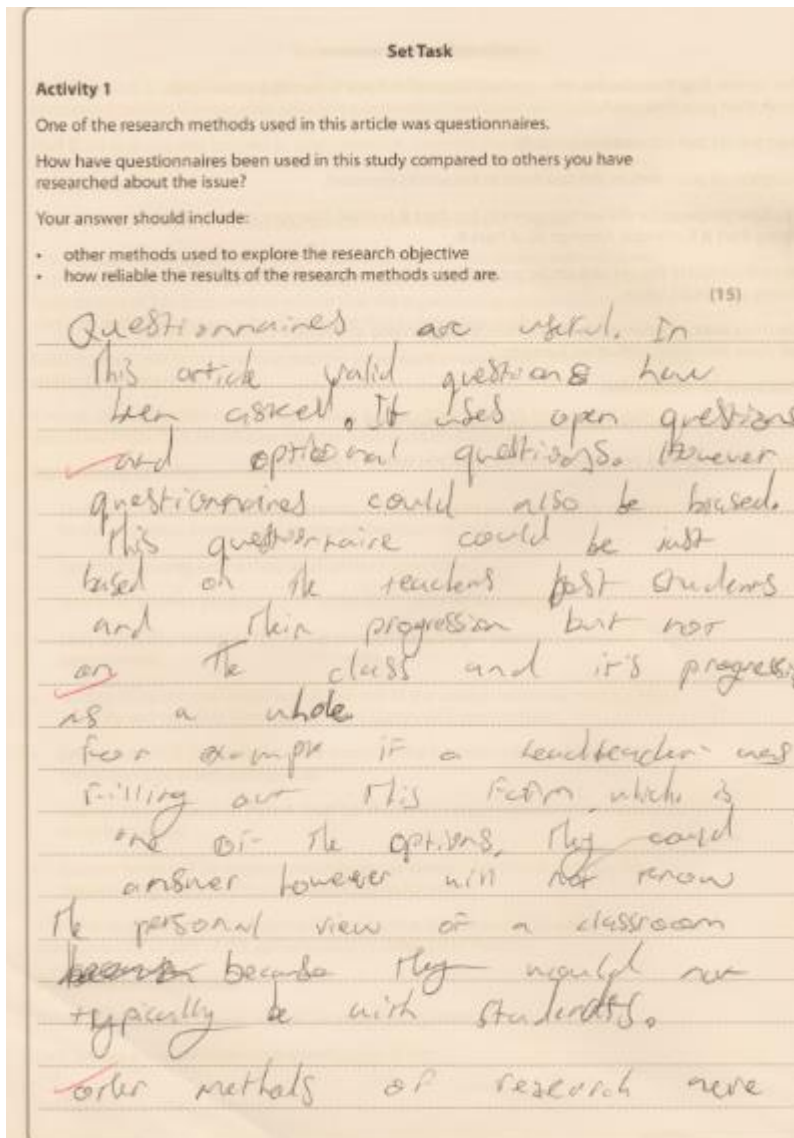 Set Task
Activity 1
One of the research methods used in this article was questionnaires.
How have questionnaires been used in this study compared to others you have
researched about the issue?
Your answer should include:
• other methods used to explore the research objective
• how reliable the results of the research methods used are.
(15)
Questionnaires are useful. In
this article valid questions have
been asked. It uses open questions
and optional questions. However
questionnaires could also be biased.
This questionnaire could be just
based on the teachers best students
and their progression but not
on the class and it's progressi
as a whole.
For example if a headteacher was
filling out this form, which is
one of the options, they could
answer however will not know
the personal view of a classroom
because they would not
typically be with students.
other methods of research were